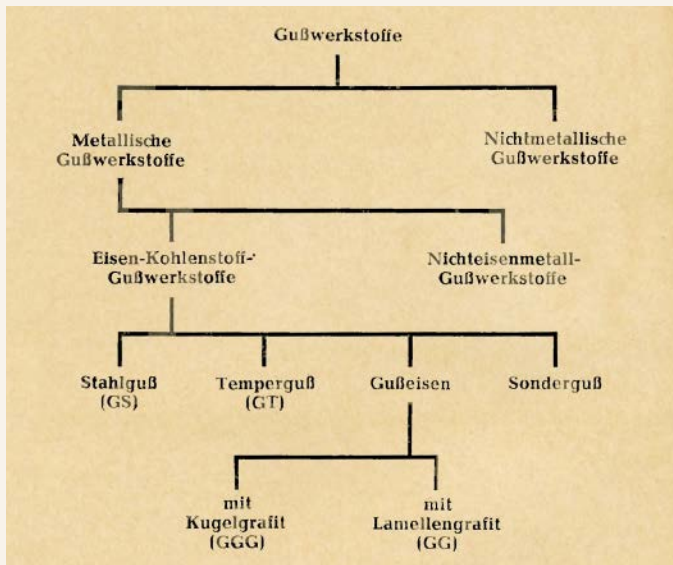 Gußwerkstoffe
Metallische
Gußwerkstoffe
Nichtmetallische
Gußwerkstoffe
Eisen-Kohlenstoff-
Gußwerkstoffe
Nichteisenmetall-
Gußwerkstoffe
Stahlguß
(GS)
Temperguß
(GT)
Gußeisen
Sonderguß
mit
Kugelgrafit
(GGG)
mit
Lamellengrafit
(GG)